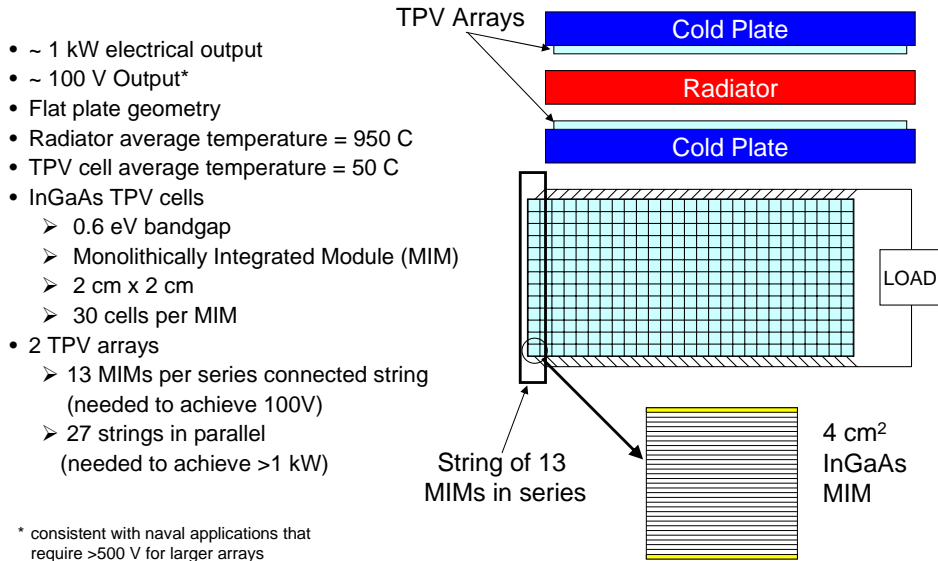 • ~ 1 kW electrical output
• ~ 100 V Output*
• Flat plate geometry
• Radiator average temperature = 950 C
• TPV cell average temperature = 50 C
• InGaAs TPV cells
➢ 0.6 eV bandgap
➢ Monolithically Integrated Module (MIM)
➢ 2 cm x 2 cm
➢ 30 cells per MIM
• 2 TPV arrays
➢ 13 MIMs per series connected string
(needed to achieve 100V)
➢ 27 strings in parallel
(needed to achieve >1 kW)
* consistent with naval applications that
require >500 V for larger arrays
TPV Arrays
Cold Plate
Radiator
Cold Plate
LOAD
String of 13
MIMs in series
4 cm²
InGaAs
MIM